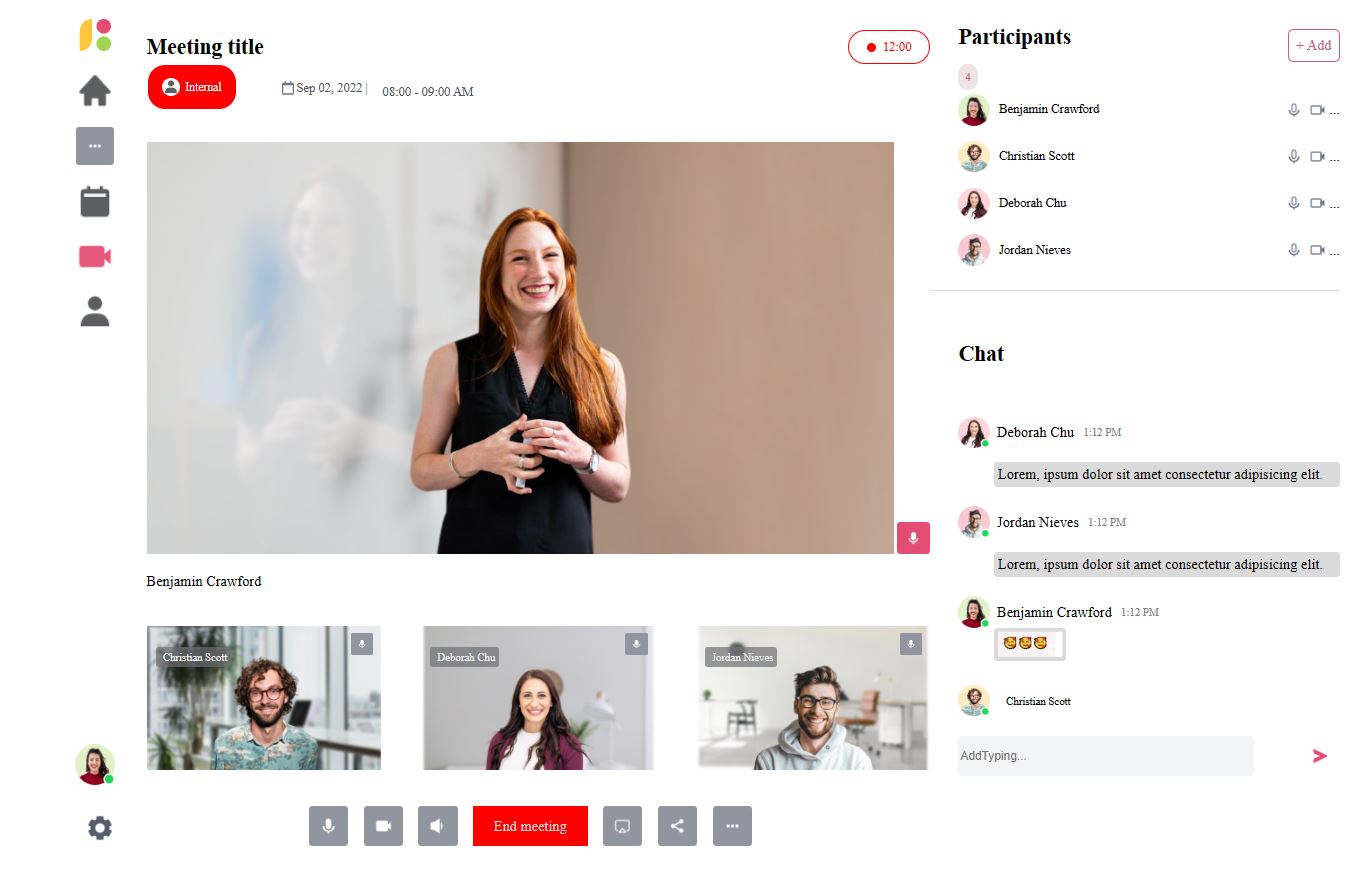 Meeting title
12:00
Internal
Sep 02, 2022 |
08:00 - 09:00 AM
Benjamin Crawford
Christian Scott
Deborah Chu
Jordan Nieves
End meeting
Participants
+ Add
4
Benjamin Crawford
...
Christian Scott
...
Deborah Chu
...
Jordan Nieves
...
Chat
Deborah Chu 1:12 PM
Lorem, ipsum dolor sit amet consectetur adipisicing elit.
Jordan Nieves 1:12 PM
Lorem, ipsum dolor sit amet consectetur adipisicing elit.
Benjamin Crawford 1:12 PM
🥰🥰🥰
Christian Scott
AddTyping...